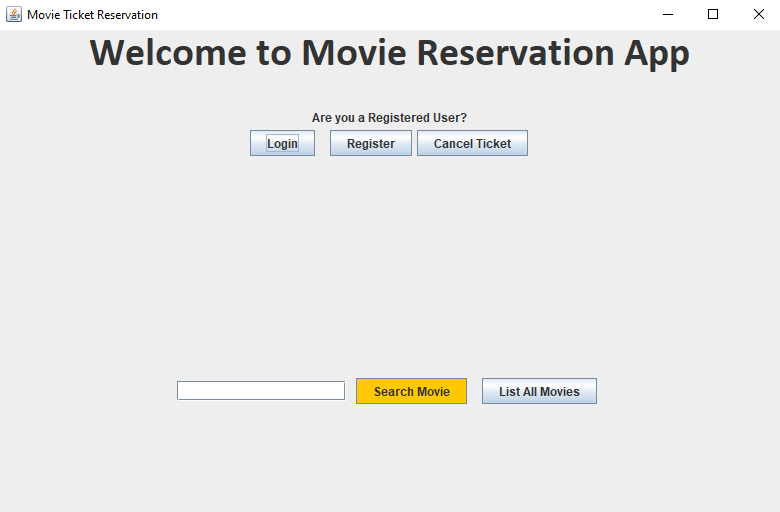 Movie Ticket Reservation
Welcome to Movie Reservation App
Are you a Registered User?
Login Register Cancel Ticket
Search Movie List All Movies